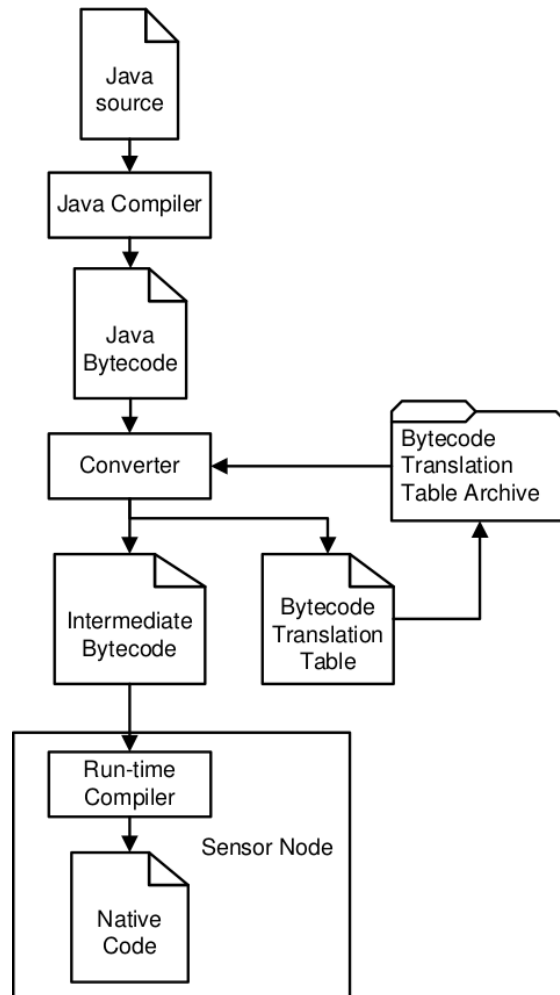 Java
source
Java Compiler
Java
Bytecode
Converter
Bytecode
Translation
Table Archive
Intermediate
Bytecode
Bytecode
Translation
Table
Run-time
Compiler
Sensor Node
Native
Code